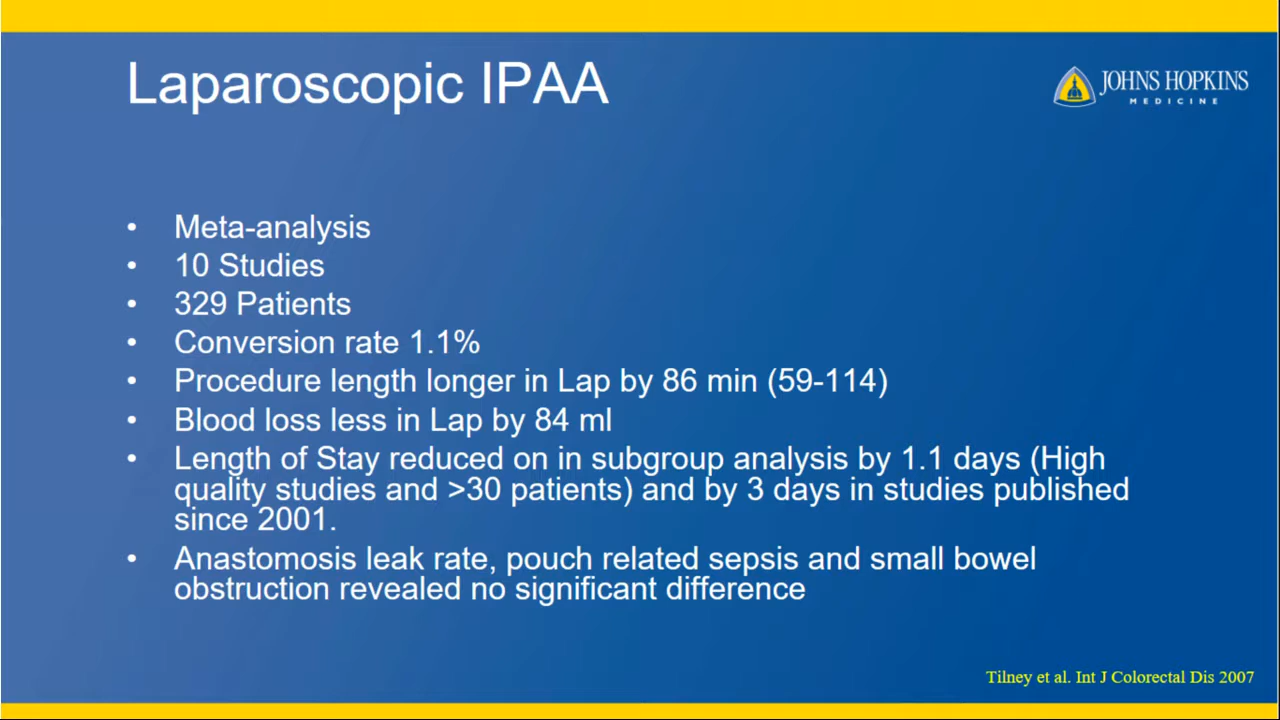 Laparoscopic IPAA
JOHNS HOPKINS
MEDICINE
• Meta-analysis
• 10 Studies
• 329 Patients
• Conversion rate 1.1%
• Procedure length longer in Lap by 86 min (59-114)
• Blood loss less in Lap by 84 ml
• Length of Stay reduced on in subgroup analysis by 1.1 days (High
quality studies and >30 patients) and by 3 days in studies published
since 2001.
• Anastomosis leak rate, pouch related sepsis and small bowel
obstruction revealed no significant difference
Tilney et al. Int J Colorectal Dis 2007